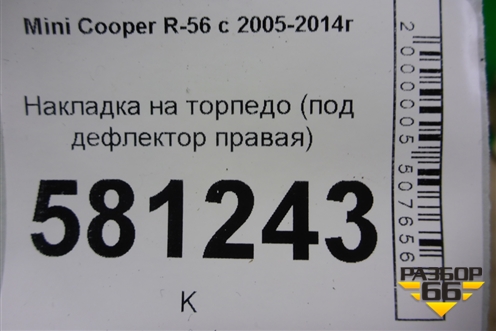 Mini Cooper R-56 с 2005-2014г
Накладка на торпедо (под
дефлектор правая)
581243
К
2000005507656
РАЗБОР
66